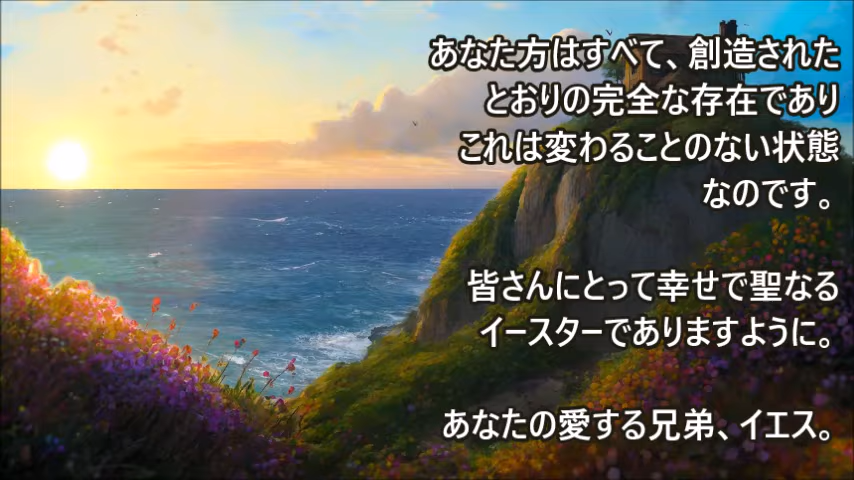 あなた方はすべて、創造された
とおりの完全な存在であり
これは変わることのない状態
なのです。
皆さんにとって幸せで聖なる
イースターでありますように。
あなたの愛する兄弟、イエス。